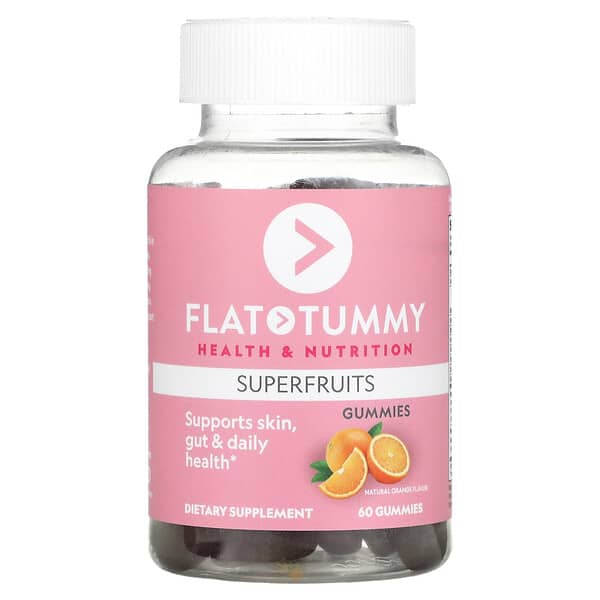 FLAT TUMMY
HEALTH & NUTRITION
SUPERFRUITS
GUMMIES
Supports skin,
gut & daily
health*
NATURAL ORANGE FLAVOR
DIETARY SUPPLEMENT
60 GUMMIES